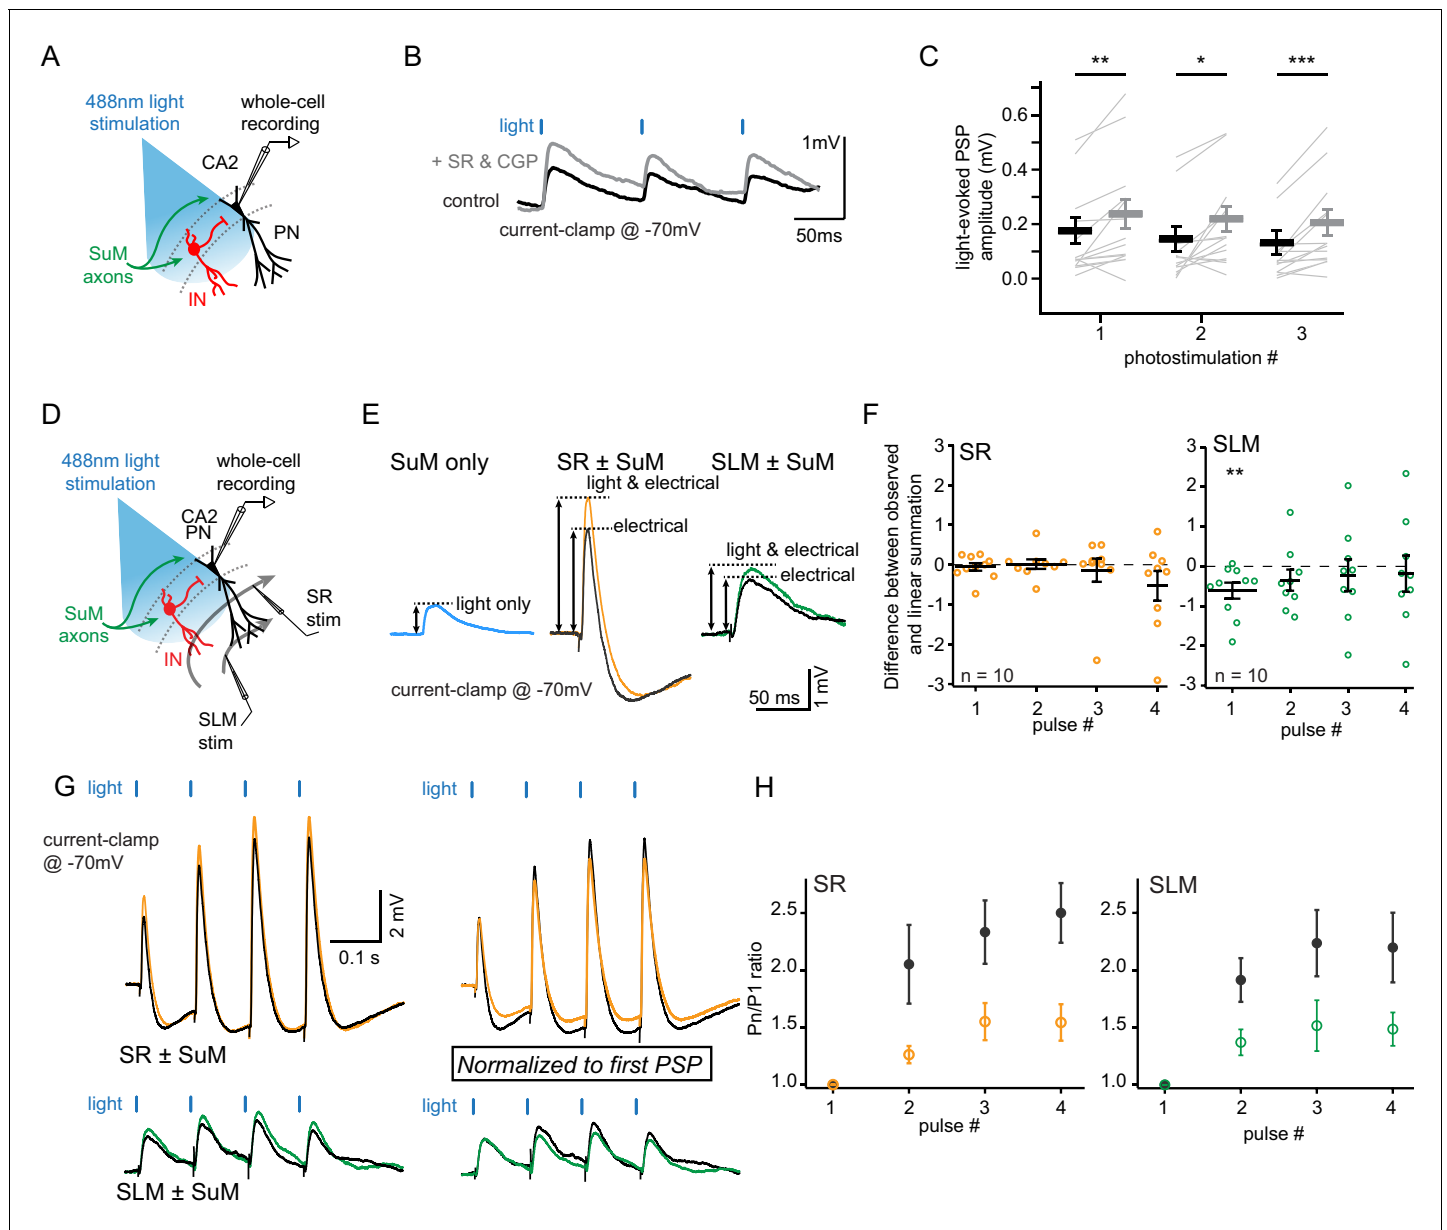 A
488nm light
stimulation
whole-cell
recording
CA2
PN
SuM
axons
IN
B
light
+ SR & CGP
control
current-clamp @ -70mV
1mV
50ms
C
** * ***
light-evoked PSP
amplitude (mV)
0.6
0.4
0.2
0.0
1 2 3
photostimulation #
D
488nm light
stimulation
whole-cell
recording
CA2
PN
SuM
axons
IN
SR
stim
SLM
stim
E
SuM only
SR ± SuM
SLM ± SuM
light & electrical
electrical
light only
light & electrical
electrical
current-clamp @ -70mV
50 ms
1 mV
F
Difference between observed
and linear summation
SR
3
2
1
0
-1
-2
-3
n = 10
1 2 3 4
pulse #
SLM
**
3
2
1
0
-1
-2
-3
n = 10
1 2 3 4
pulse #
G
light
light
current-clamp
@ -70mV
2 mV
0.1 s
SR ± SuM
Normalized to first PSP
light
light
SLM ± SuM
H
Pn/P1 ratio
SR
2.5
2.0
1.5
1.0
1 2 3 4
pulse #
SLM
2.5
2.0
1.5
1.0
1 2 3 4
pulse #